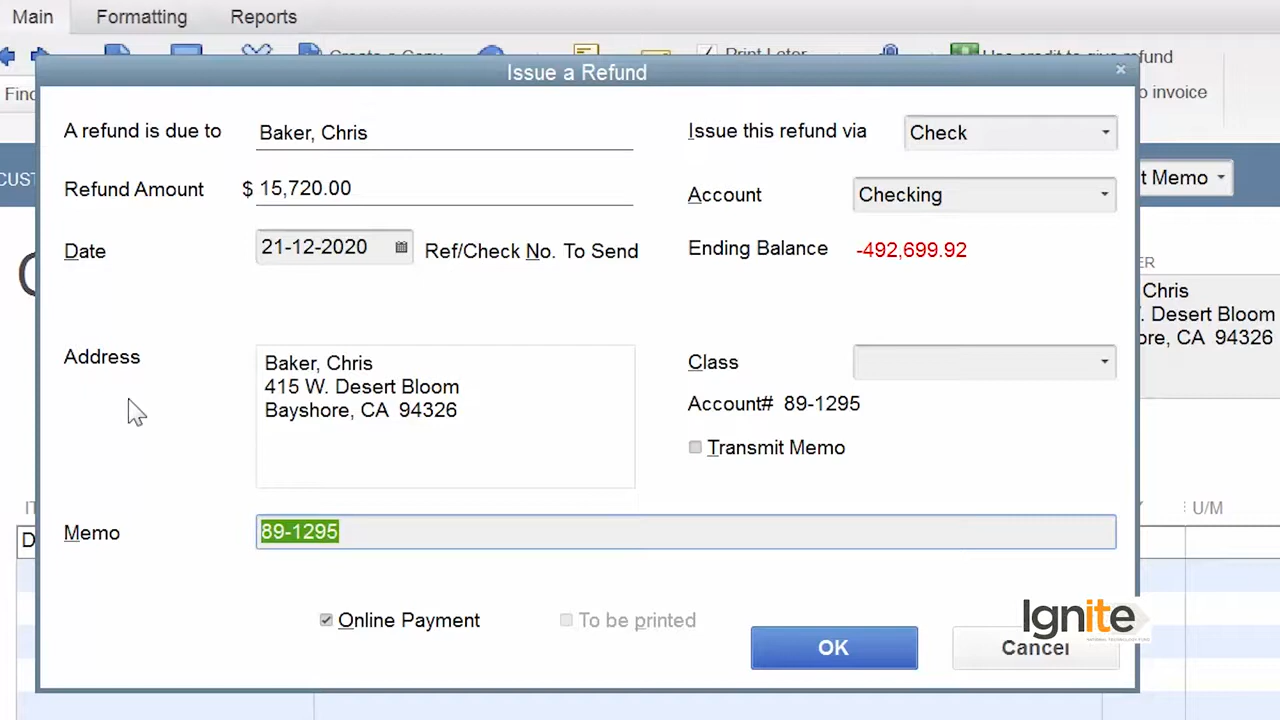 Main Formatting Reports
Create a Copy Print Later Use credit to give refund
Find o invoice
Issue a Refund
CUST t Memo
A refund is due to Baker, Chris Issue this refund via Check
Refund Amount $ 15,720.00 Account Checking
Date 21-12-2020 Ref/Check No. To Send Ending Balance -492,699.92
ER
Chris
. Desert Bloom
ore, CA 94326
Address Baker, Chris
415 W. Desert Bloom
Bayshore, CA 94326
Class
Account# 89-1295
Transmit Memo
U/M
Memo 89-1295
D
Online Payment To be printed
Ignite
OK Cancel